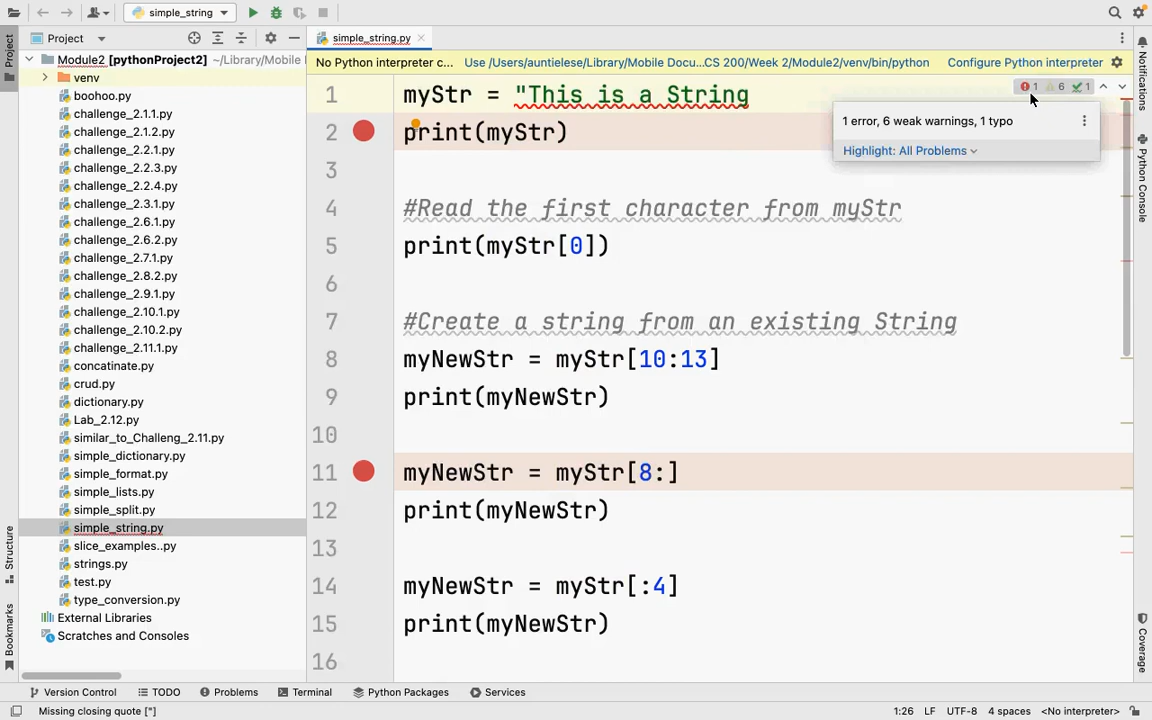 simple_string
Project
simple_string.py
Module2 [pythonProject2] ~/Library/Mobile
No Python interpreter c... Use /Users/auntielese/Library/Mobile Docu...CS 200/Week 2/Module2/venv/bin/python Configure Python interpreter
venv
boohoo.py
challenge_2.1.1.py
challenge_2.1.2.py
challenge_2.2.1.py
challenge_2.2.3.py
challenge_2.2.4.py
challenge_2.3.1.py
challenge_2.6.1.py
challenge_2.6.2.py
challenge_2.7.1.py
challenge_2.8.2.py
challenge_2.9.1.py
challenge_2.10.1.py
challenge_2.10.2.py
challenge_2.11.1.py
concatinate.py
crud.py
dictionary.py
Lab_2.12.py
similar_to_Challeng_2.11.py
simple_dictionary.py
simple_format.py
simple_lists.py
simple_split.py
simple_string.py
slice_examples..py
strings.py
test.py
type_conversion.py
External Libraries
Scratches and Consoles
1 myStr = "This is a String
2 print(myStr)
3
4 #Read the first character from myStr
5 print(myStr[0])
6
7 #Create a string from an existing String
8 myNewStr = myStr[10:13]
9 print(myNewStr)
10
11 myNewStr = myStr[8:]
12 print(myNewStr)
13
14 myNewStr = myStr[:4]
15 print(myNewStr)
16
1 6 1
1 error, 6 weak warnings, 1 typo
Highlight: All Problems
Project
Structure
Bookmarks
Notifications
Python Console
Coverage
Version Control TODO Problems Terminal Python Packages Services
Missing closing quote ["] 1:26 LF UTF-8 4 spaces <No interpreter>